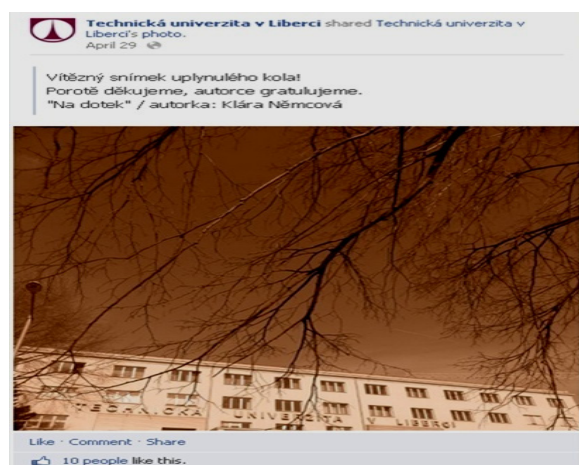 Technická univerzita v Liberci shared Technická univerzita v
Liberci's photo.
April 29
Vítězný snímek uplynulého kola!
Porotě děkujeme, autorce gratulujeme.
"Na dotek" / autorka: Klára Němcová
TECHNICKÁ UNIVERZITA V LIBERCI
Like · Comment · Share
10 people like this.